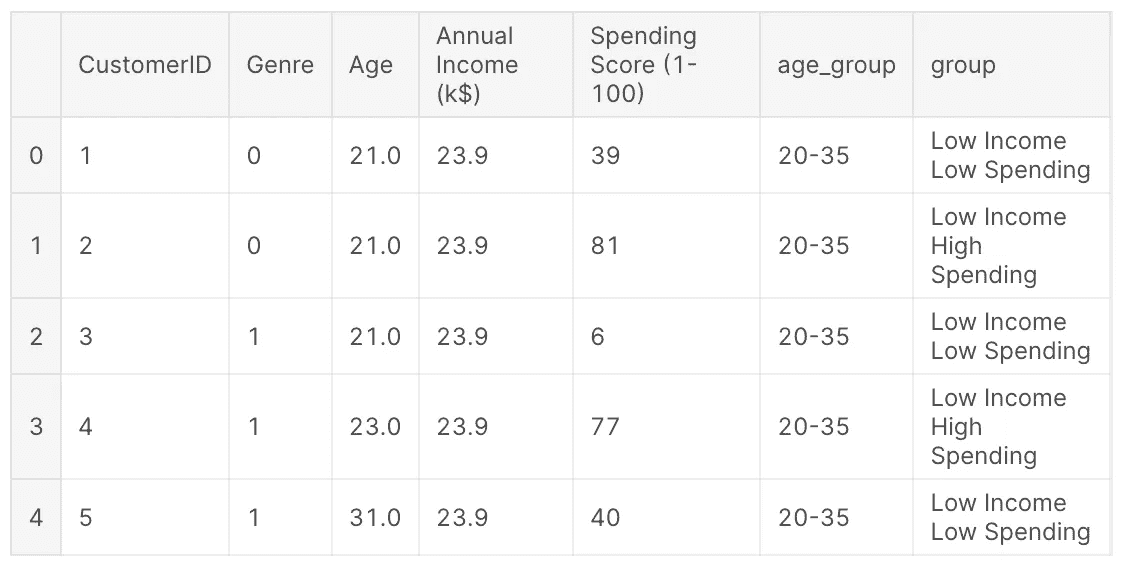 CustomerID Genre Age Annual Income (k$) Spending Score (1-100) age_group group
0 1 0 21.0 23.9 39 20-35 Low Income Low Spending
1 2 0 21.0 23.9 81 20-35 Low Income High Spending
2 3 1 21.0 23.9 6 20-35 Low Income Low Spending
3 4 1 23.0 23.9 77 20-35 Low Income High Spending
4 5 1 31.0 23.9 40 20-35 Low Income Low Spending